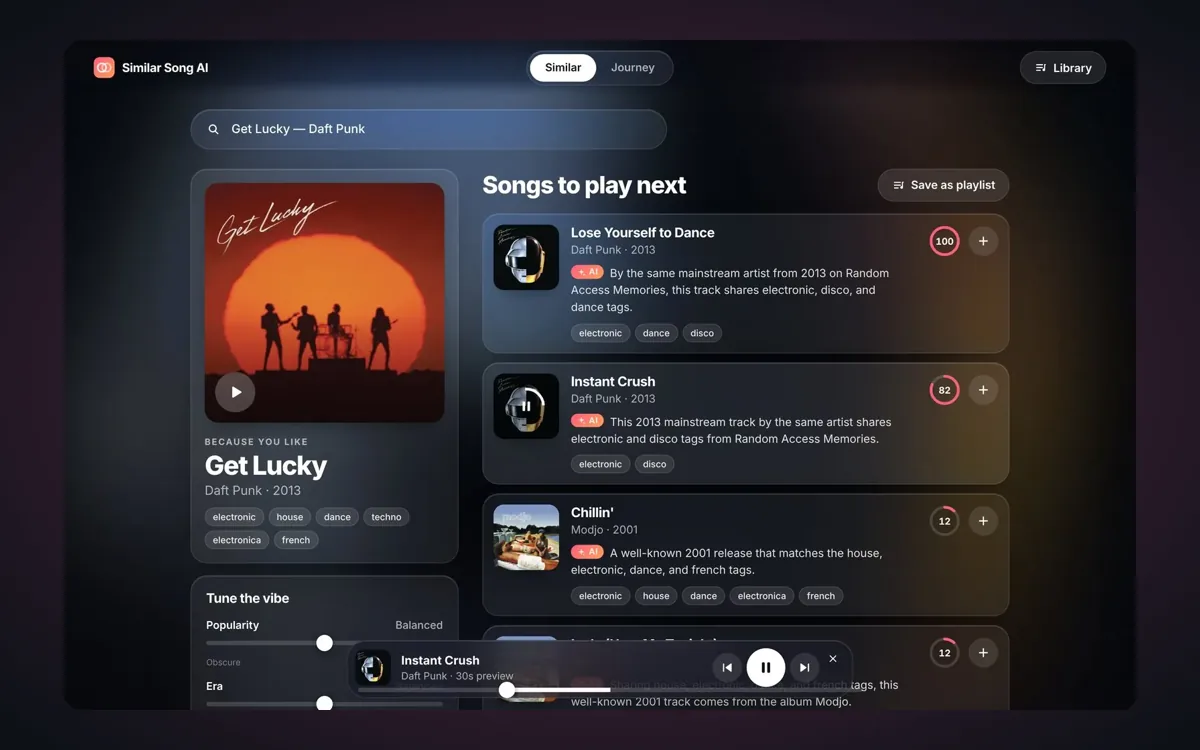 Similar Song AI
Similar
Journey
Library
Get Lucky — Daft Punk
Get Lucky
BECAUSE YOU LIKE
Get Lucky
Daft Punk · 2013
electronic
house
dance
techno
electronica
french
Tune the vibe
Popularity
Balanced
Obscure
Era
Songs to play next
Save as playlist
Lose Yourself to Dance
Daft Punk · 2013
100
AI By the same mainstream artist from 2013 on Random
Access Memories, this track shares electronic, disco, and
dance tags.
electronic
dance
disco
Instant Crush
Daft Punk · 2013
82
AI This 2013 mainstream track by the same artist shares
electronic and disco tags from Random Access Memories.
electronic
disco
modjo
Chillin'
Modjo · 2001
12
AI A well-known 2001 release that matches the house,
electronic, dance, and french tags.
electronic
house
dance
electronica
french
12
french tags, this
well-known 2001 track comes from the album Modjo.
Instant Crush
Daft Punk · 30s preview